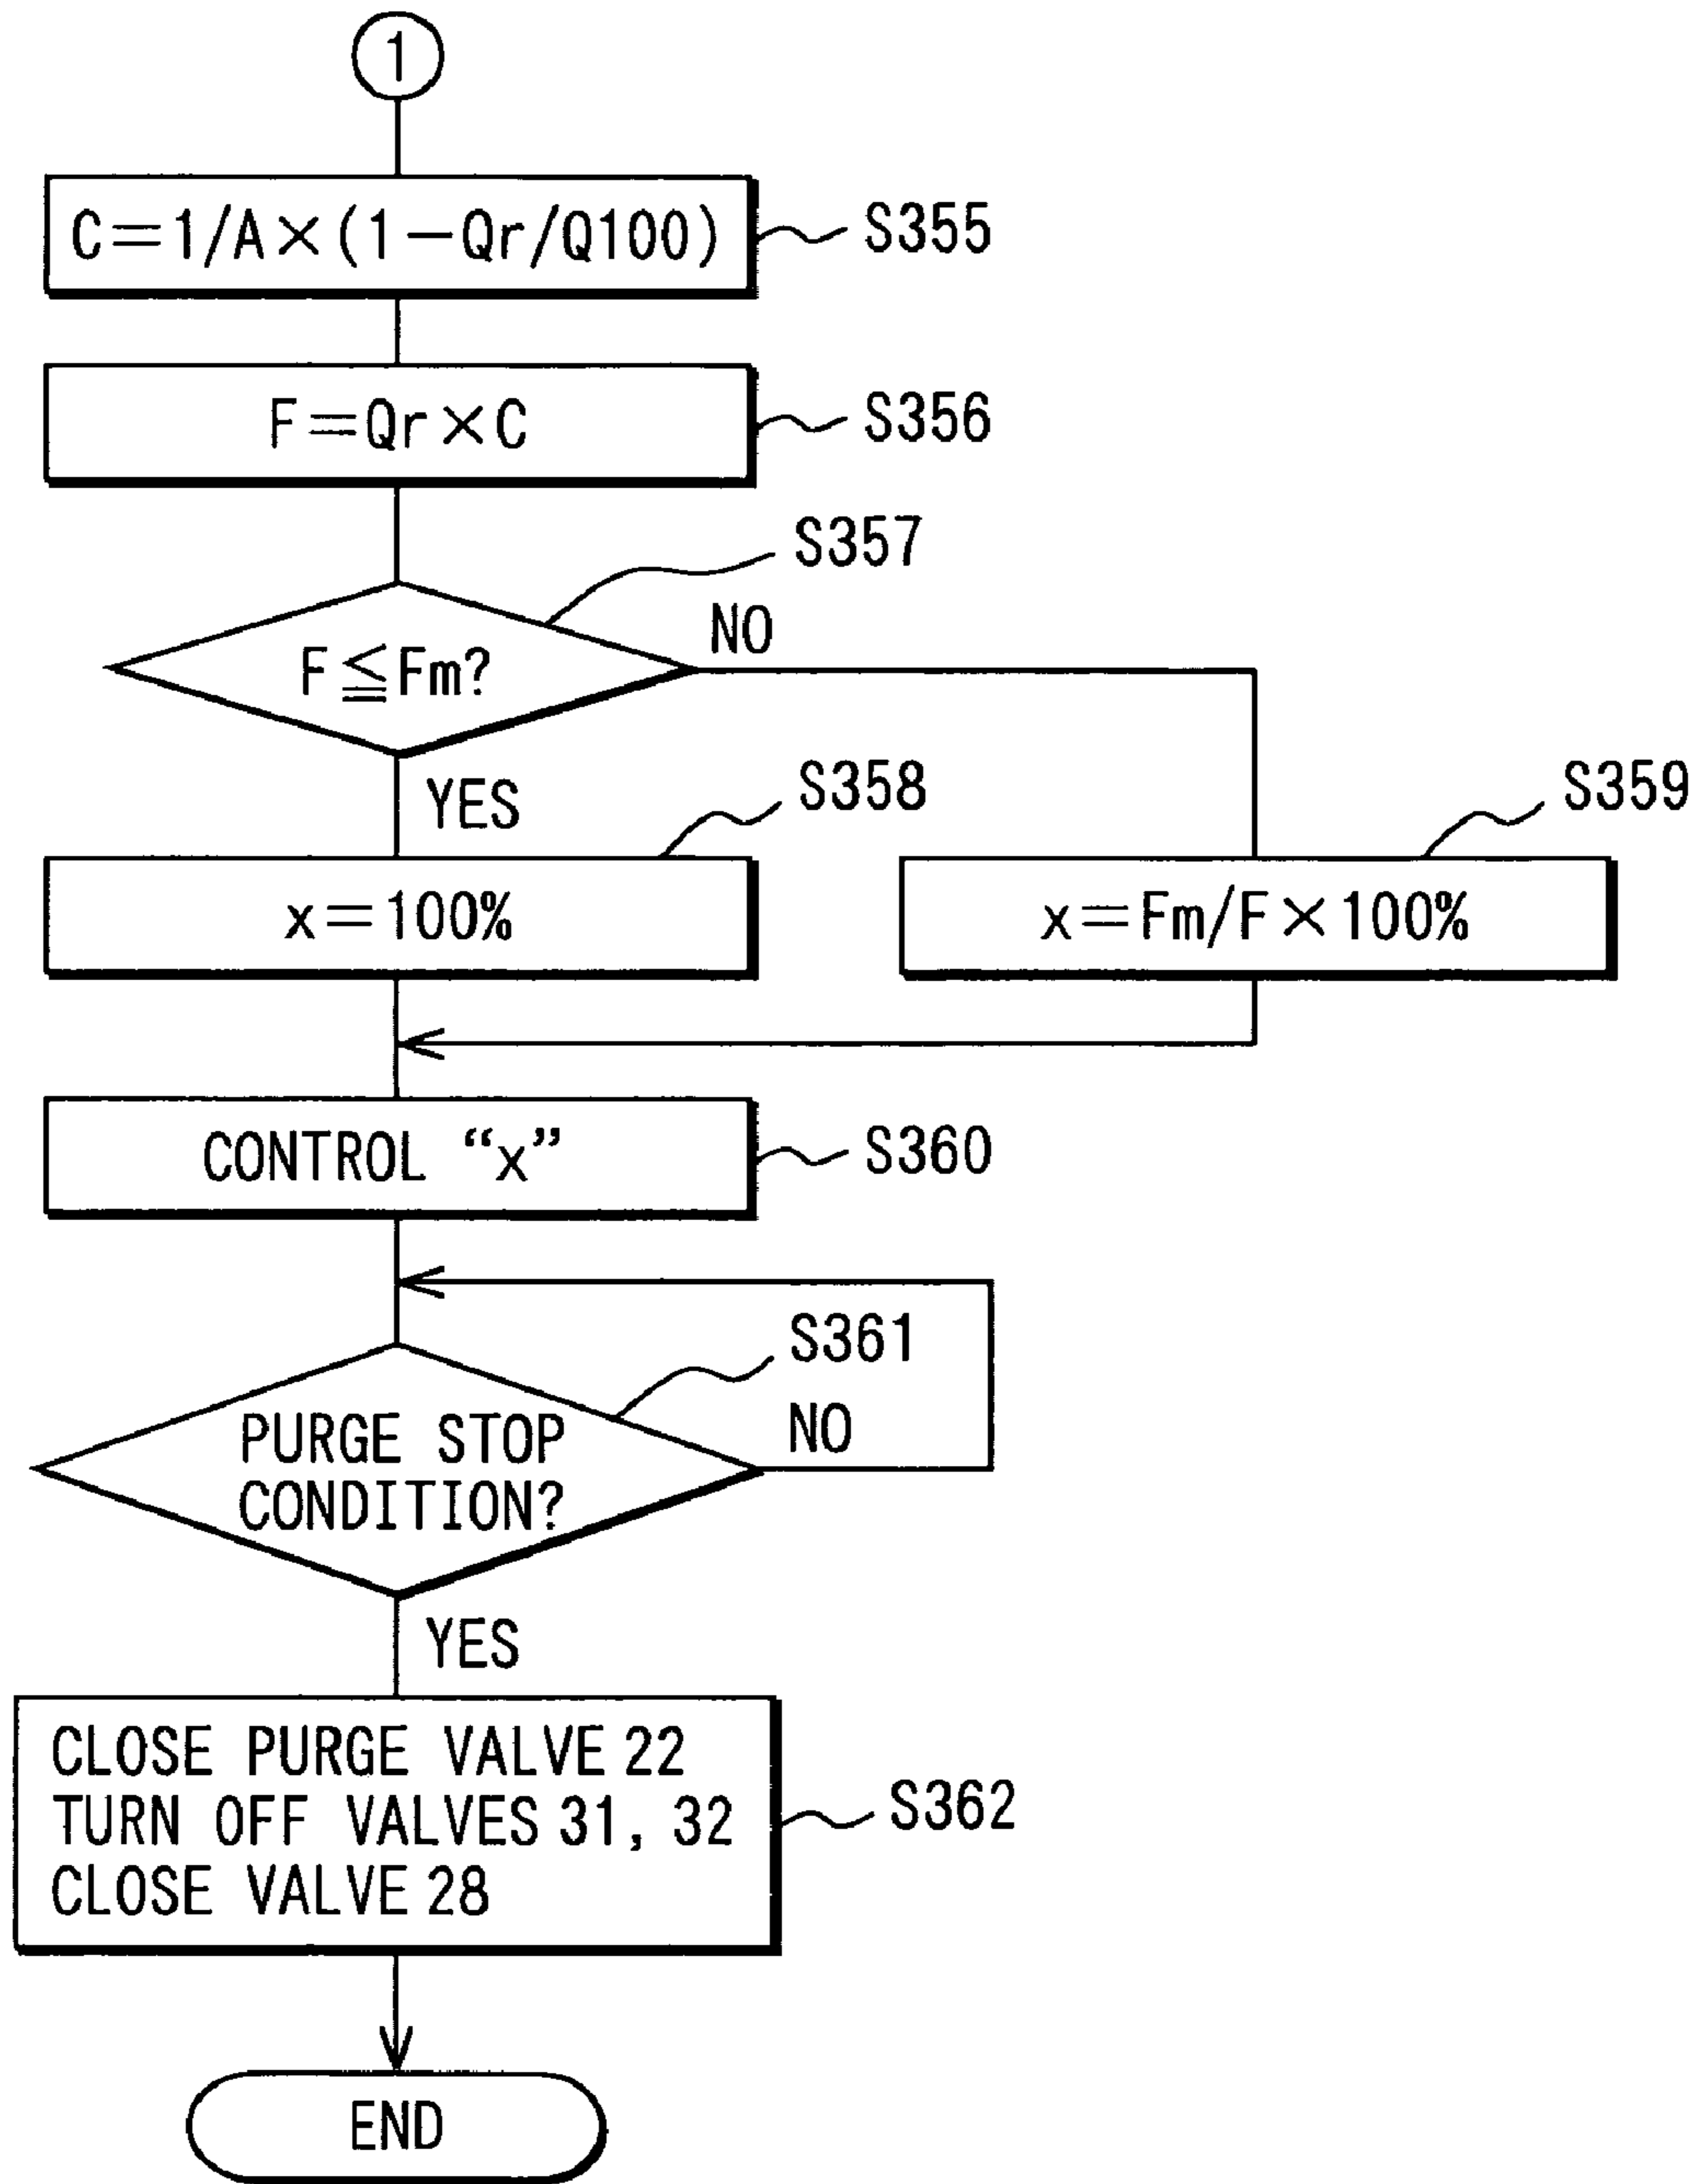 1
C=1/A×(1−Qr/Q100)
S355
F=Qr×C
S356
S357
F≦Fm?
NO
YES
S358
S359
x=100%
x=Fm/F×100%
CONTROL “x”
S360
S361
PURGE STOP
CONDITION?
NO
YES
CLOSE PURGE VALVE 22
TURN OFF VALVES 31, 32
CLOSE VALVE 28
S362
END